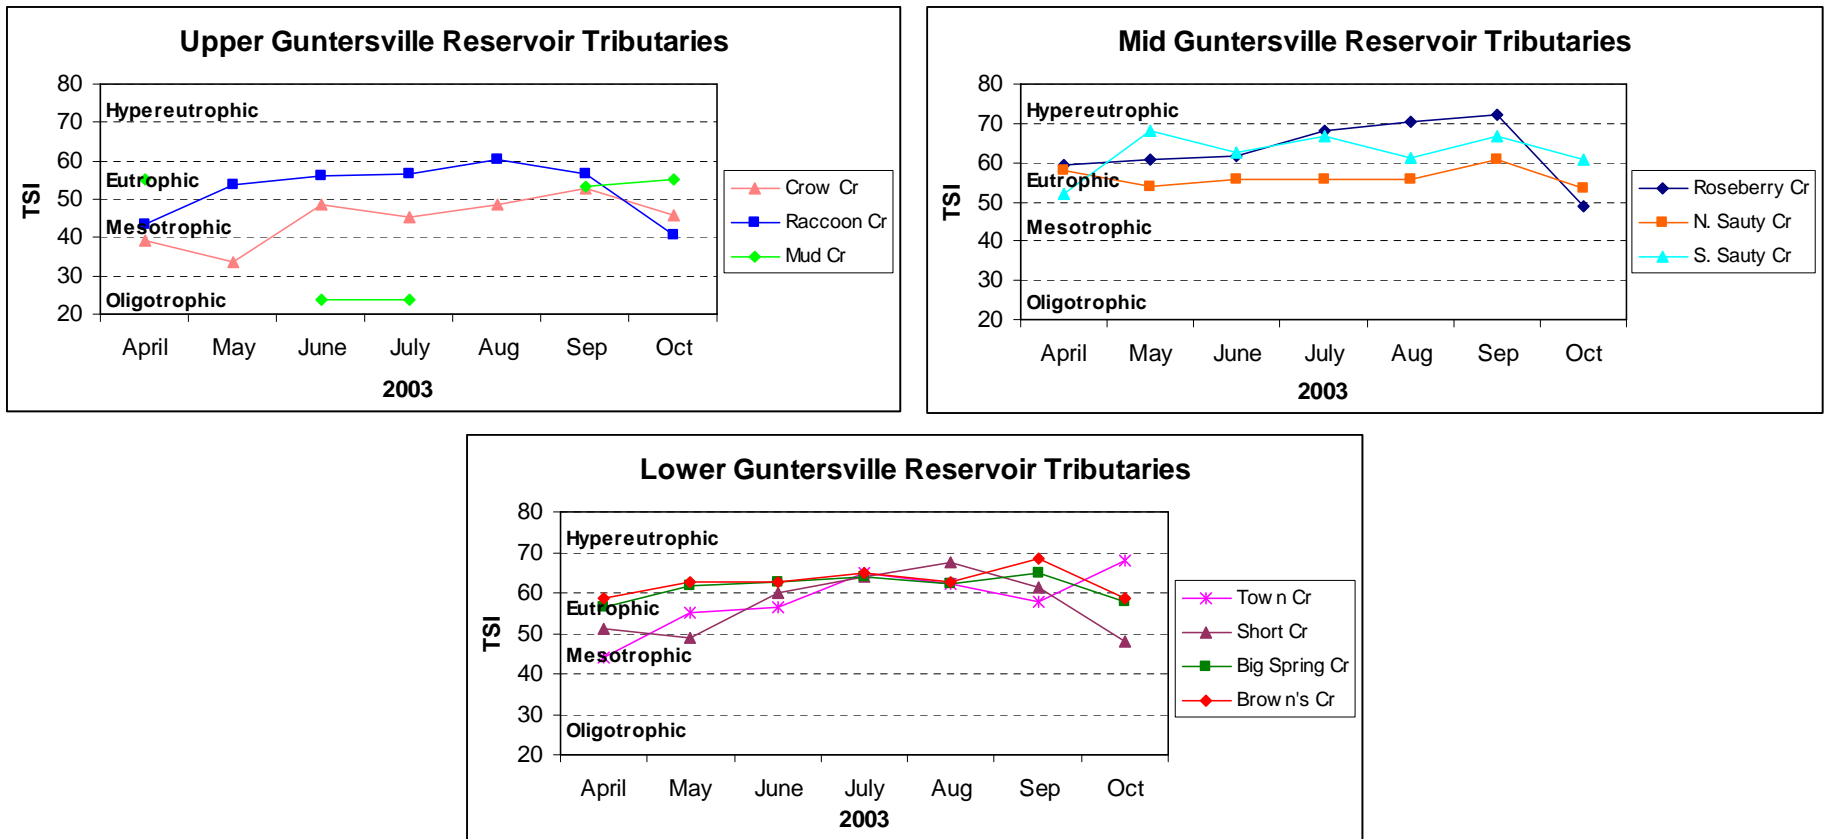 Upper Guntersville Reservoir Tributaries
80
70
60
50
40
30
20
TSI
Hypereutrophic
Eutrophic
Mesotrophic
Oligotrophic
April May June July Aug Sep Oct
2003
Crow Cr
Raccoon Cr
Mud Cr
Mid Guntersville Reservoir Tributaries
80
70
60
50
40
30
20
TSI
Hypereutrophic
Eutrophic
Mesotrophic
Oligotrophic
April May June July Aug Sep Oct
2003
Roseberry Cr
N. Sauty Cr
S. Sauty Cr
Lower Guntersville Reservoir Tributaries
80
70
60
50
40
30
20
TSI
Hypereutrophic
Eutrophic
Mesotrophic
Oligotrophic
April May June July Aug Sep Oct
2003
Town Cr
Short Cr
Big Spring Cr
Brown's Cr